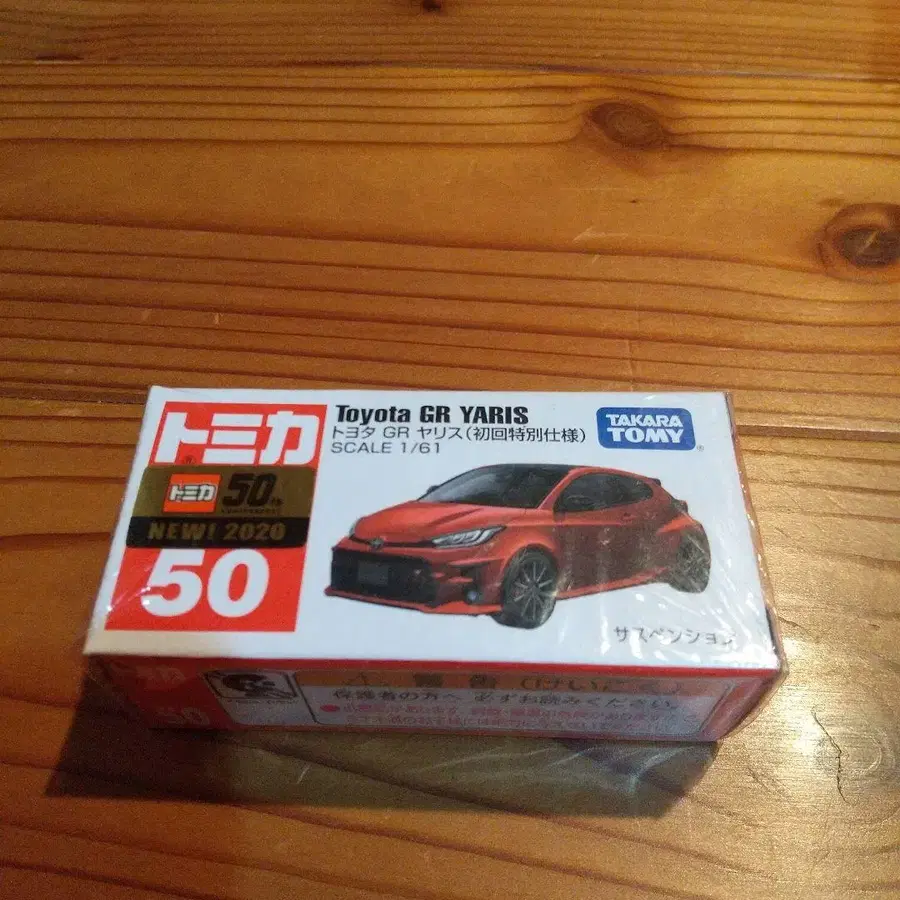 トミカ
トミカ 50th
NEW! 2020
50
Toyota GR YARIS
トヨタ GR ヤリス(初回特別仕様)
SCALE 1/61
TAKARA TOMY
サスペンション
50
保護者の方へ 必ずお読みください。